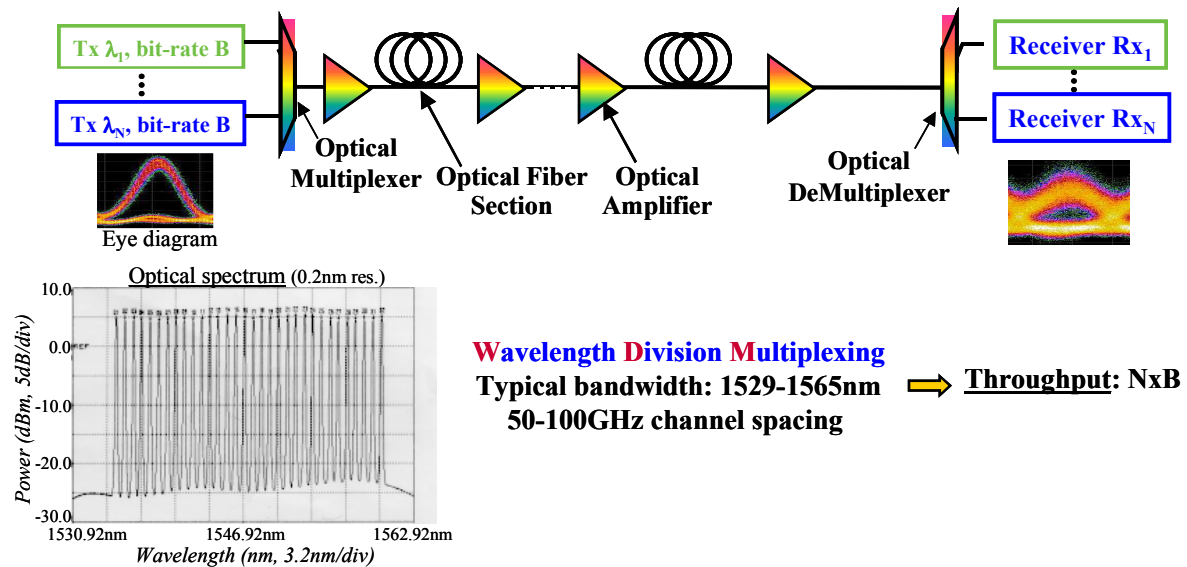 Tx λ1, bit-rate B
Tx λN, bit-rate B
Optical
Multiplexer
Optical Fiber
Section
Optical
Amplifier
Optical
DeMultiplexer
Receiver Rx1
Receiver RxN
Eye diagram
Optical spectrum (0.2nm res.)
Power (dBm, 5dB/div)
10.0
0.0
-10.0
-20.0
-30.0
1530.92nm
1546.92nm
1562.92nm
Wavelength (nm, 3.2nm/div)
Wavelength Division Multiplexing
Typical bandwidth: 1529-1565nm
50-100GHz channel spacing
Throughput: NxB